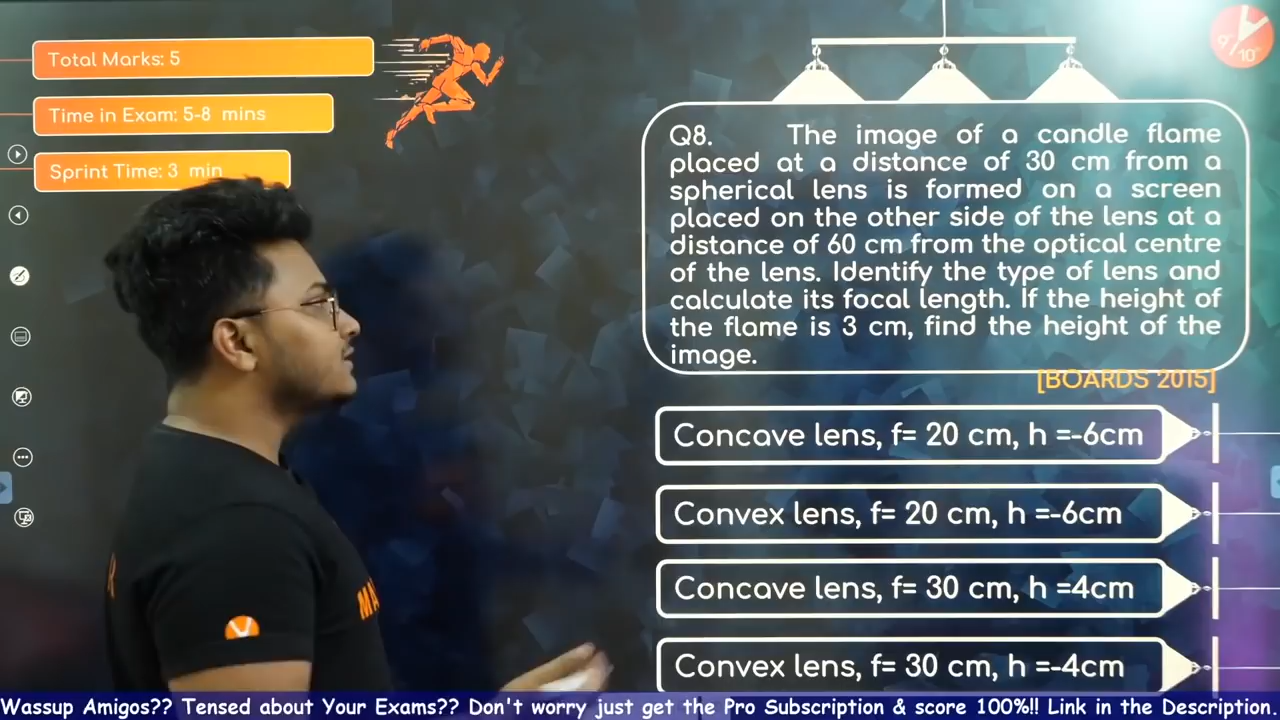 Total Marks: 5
Time in Exam: 5-8 mins
Sprint Time: 3 min
9
10
Q8. The image of a candle flame
placed at a distance of 30 cm from a
spherical lens is formed on a screen
placed on the other side of the lens at a
distance of 60 cm from the optical centre
of the lens. Identify the type of lens and
calculate its focal length. If the height of
the flame is 3 cm, find the height of the
image.
[BOARDS 2015]
Concave lens, f= 20 cm, h =-6cm
Convex lens, f= 20 cm, h =-6cm
Concave lens, f= 30 cm, h =4cm
Convex lens, f= 30 cm, h =-4cm
Wassup Amigos?? Tensed about Your Exams?? Don't worry just get the Pro Subscription & score 100%!! Link in the Description.